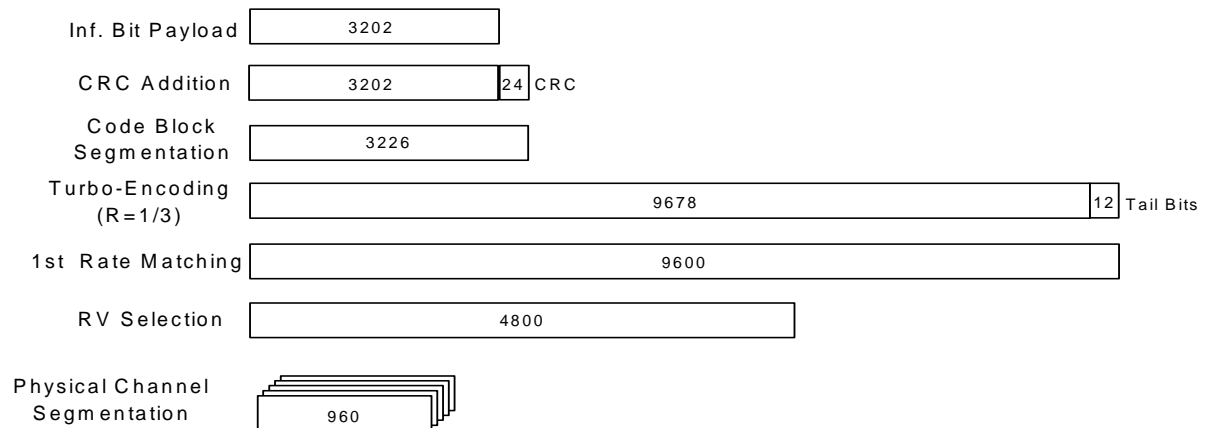 Inf. Bit Payload 3202
CRC Addition 3202 24 CRC
Code Block
Segmentation
3226
Turbo-Encoding
(R=1/3)
9678 12 Tail Bits
1st Rate Matching 9600
RV Selection 4800
Physical Channel
Segmentation
960